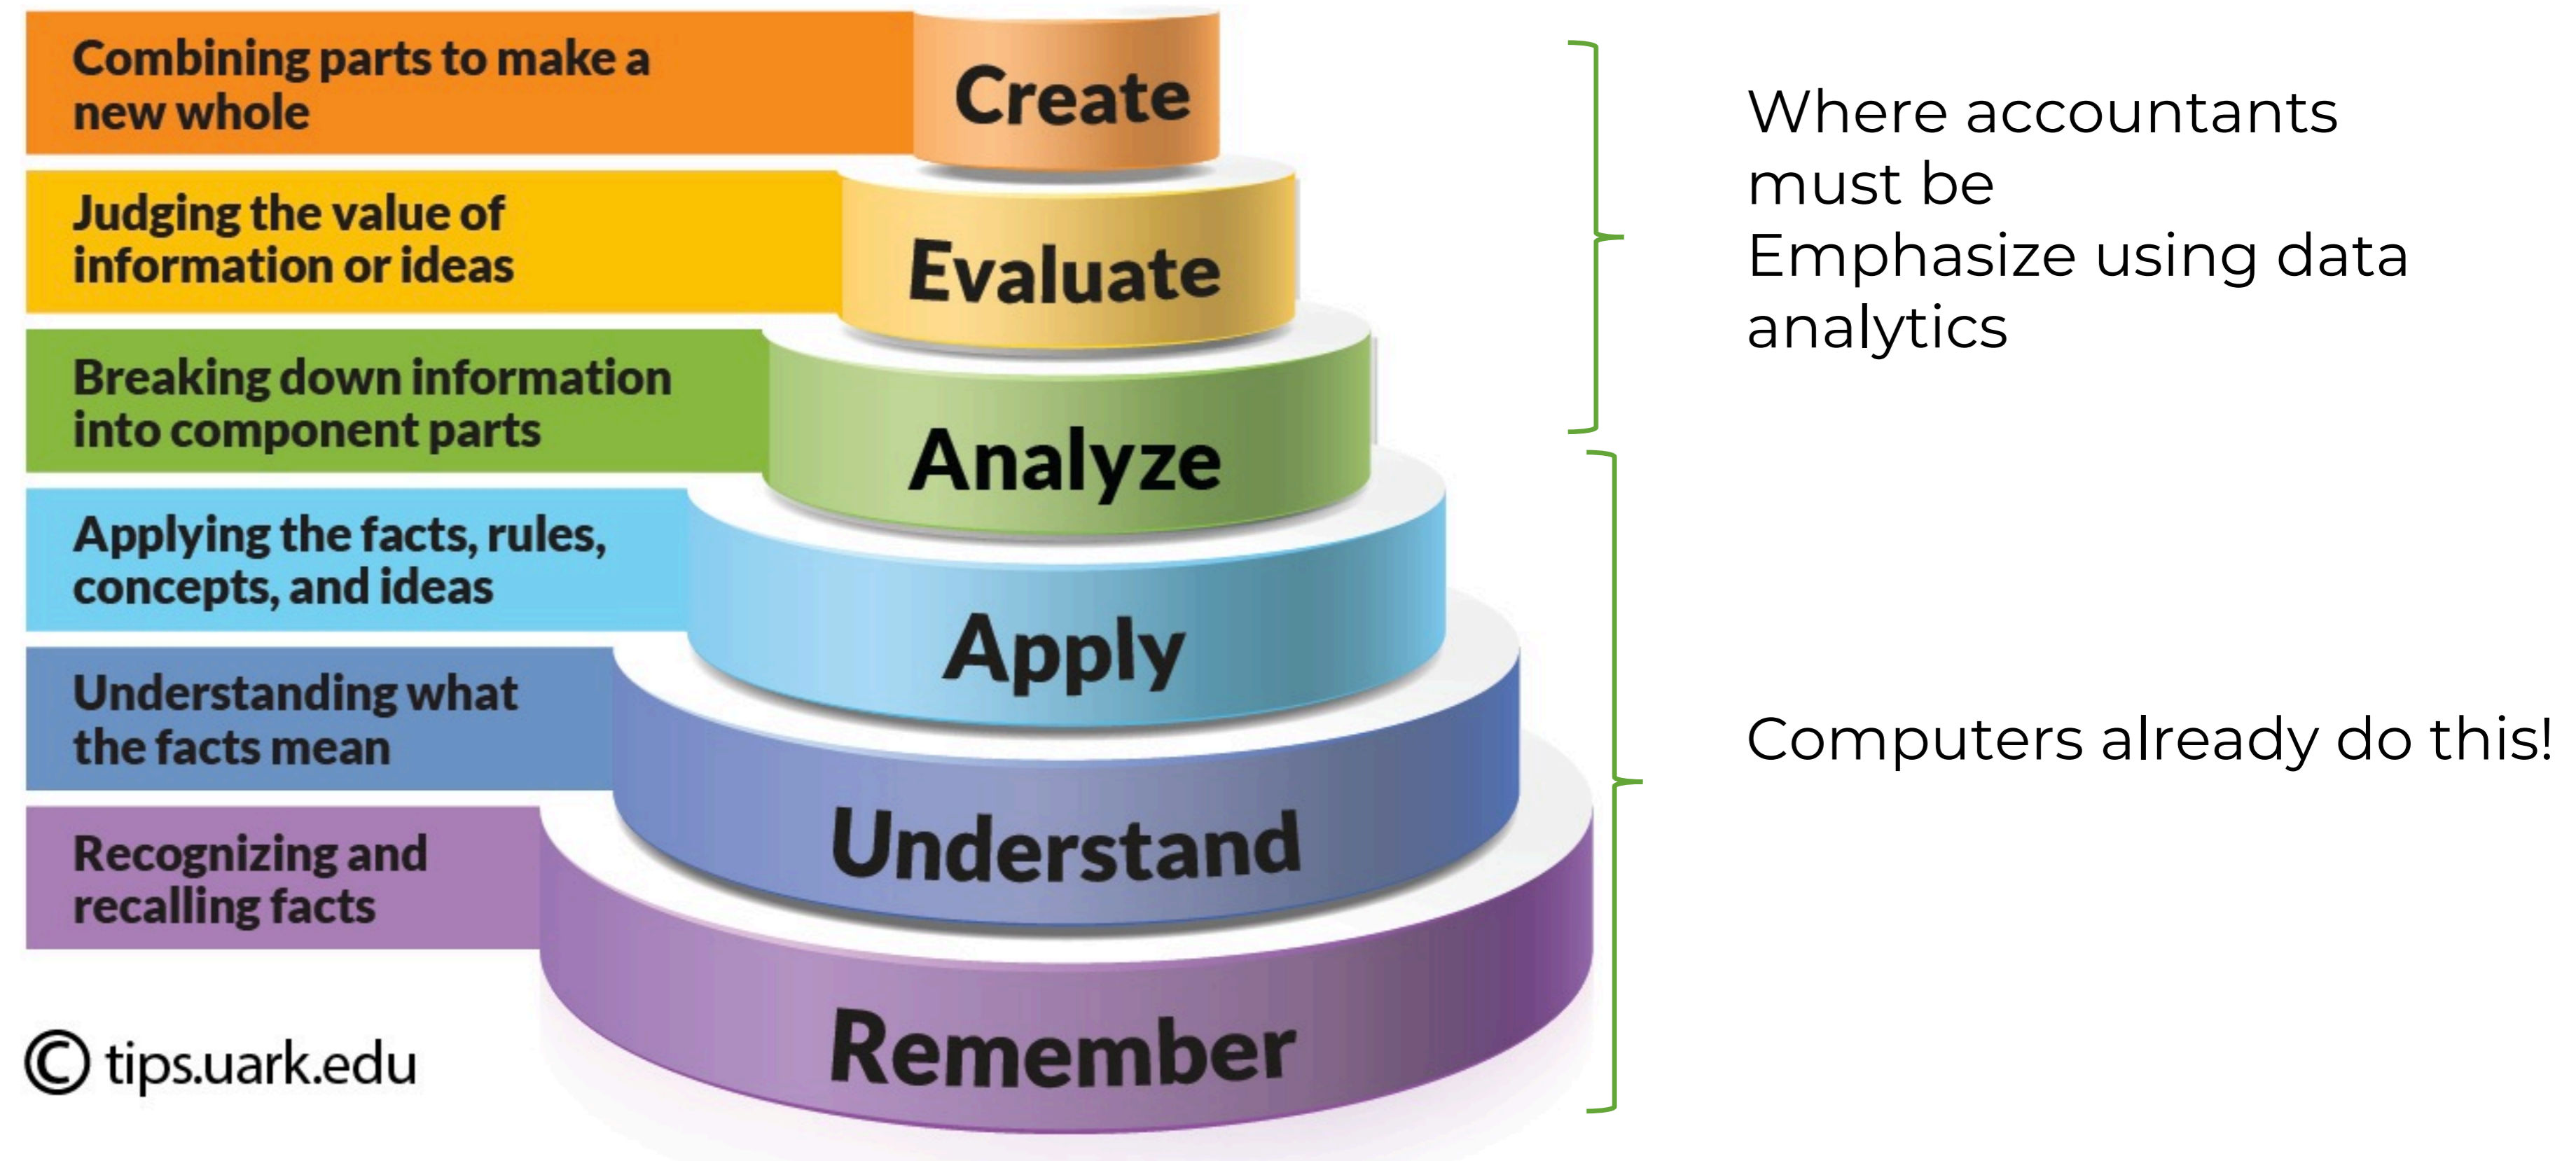 Combining parts to make a
new whole
Create
Judging the value of
information or ideas
Evaluate
Breaking down information
into component parts
Analyze
Applying the facts, rules,
concepts, and ideas
Apply
Understanding what
the facts mean
Understand
Recognizing and
recalling facts
Remember
© tips.uark.edu
Where accountants
must be
Emphasize using data
analytics
Computers already do this!